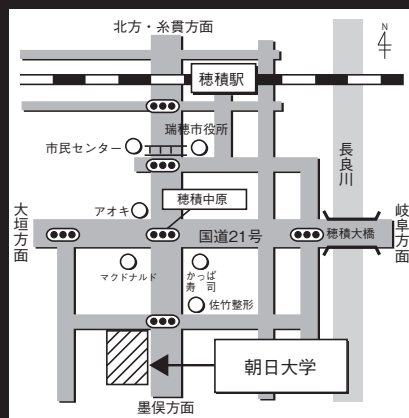 北方・糸貫方面
N
穂積駅
瑞穂市役所
市民センター
長良川
穂積中原
アオキ
大垣方面
岐阜方面
国道21号
穂積大橋
マクドナルド
かっぱ
寿司
佐竹整形
朝日大学
墨俣方面